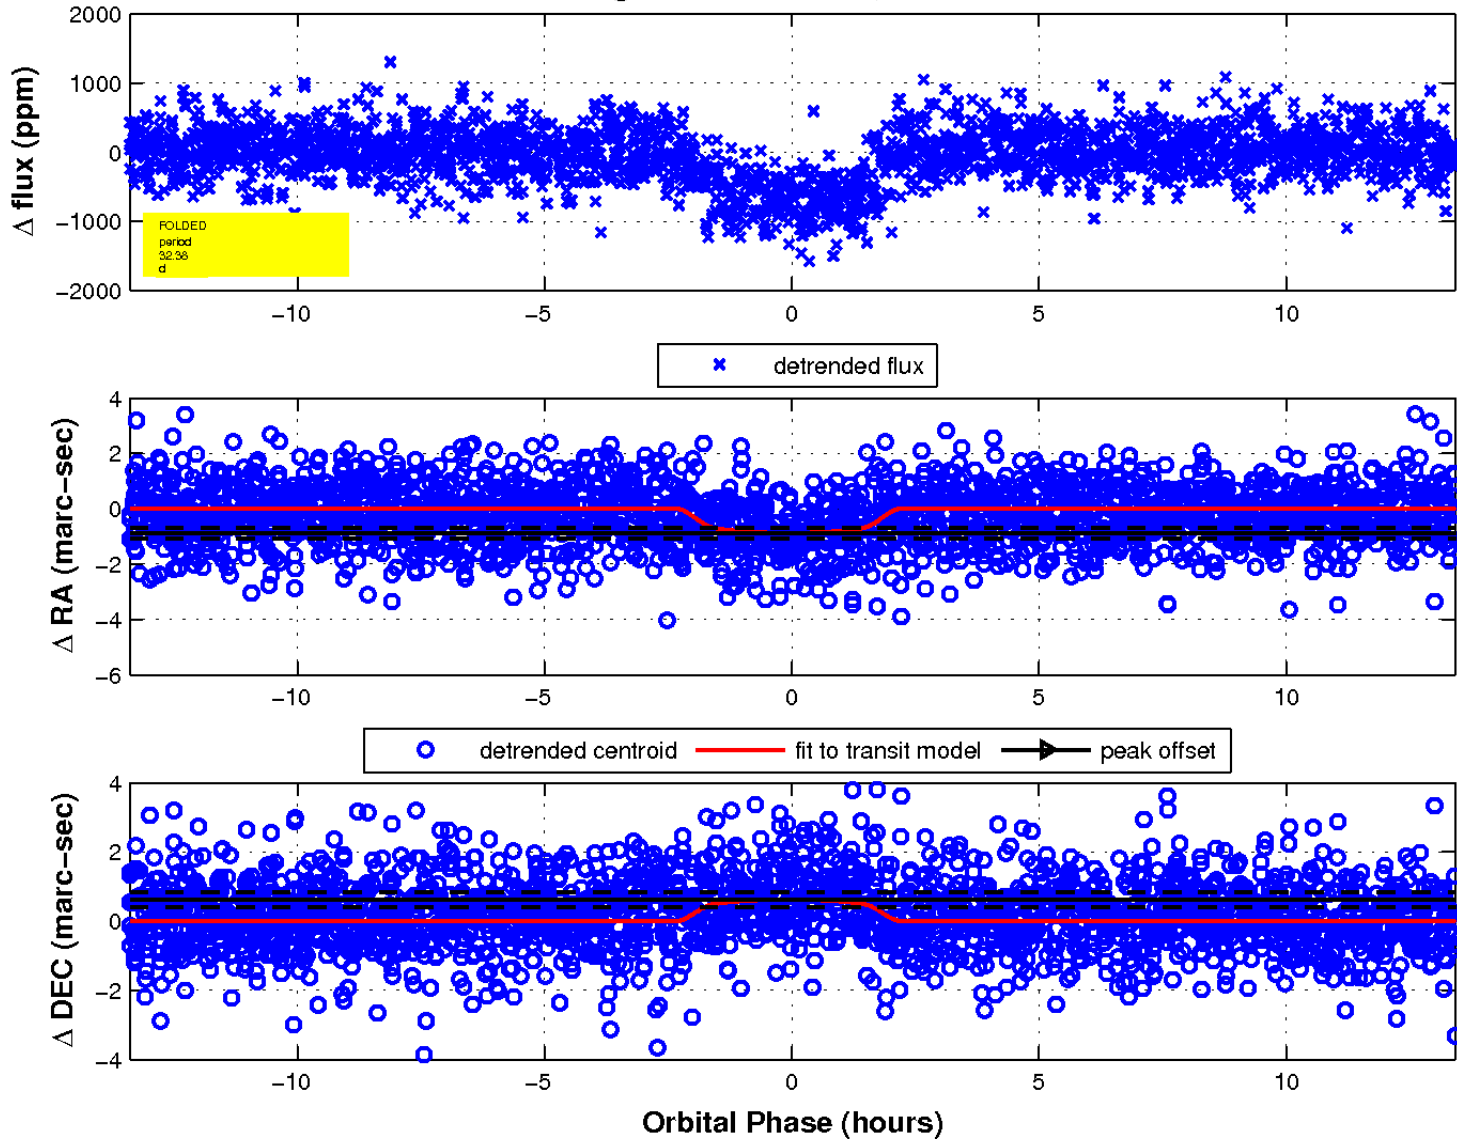 2000
1000
0
−1000
−2000
Δ flux (ppm)
FOLDED
period
32.38
d
−10
−5
0
5
10
detrended flux
4
2
0
−2
−4
−6
Δ RA (marc−sec)
−10
−5
0
5
10
detrended centroid
fit to transit model
peak offset
4
2
0
−2
−4
Δ DEC (marc−sec)
−10
−5
0
5
10
Orbital Phase (hours)